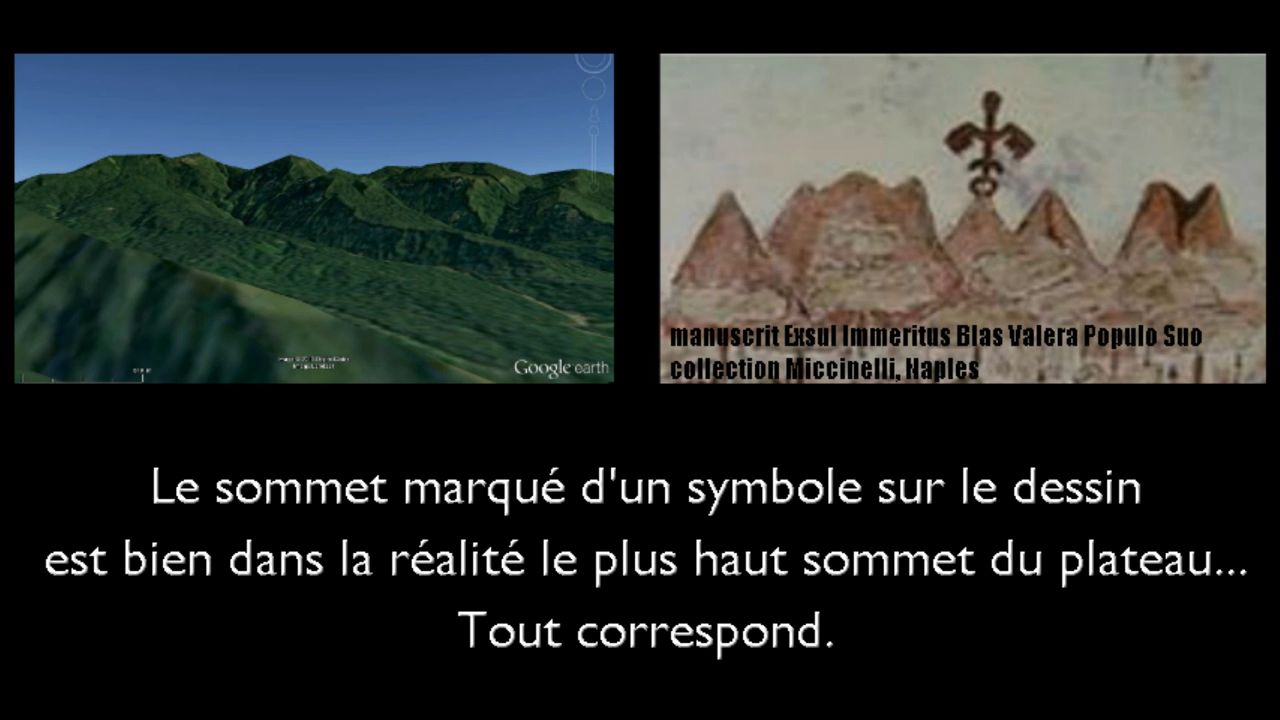 Google earth
manuscrit Exsul Immeritus Blas Valera Populo Suo
collection Miccinelli, Naples
Le sommet marqué d'un symbole sur le dessin
est bien dans la réalité le plus haut sommet du plateau...
Tout correspond.